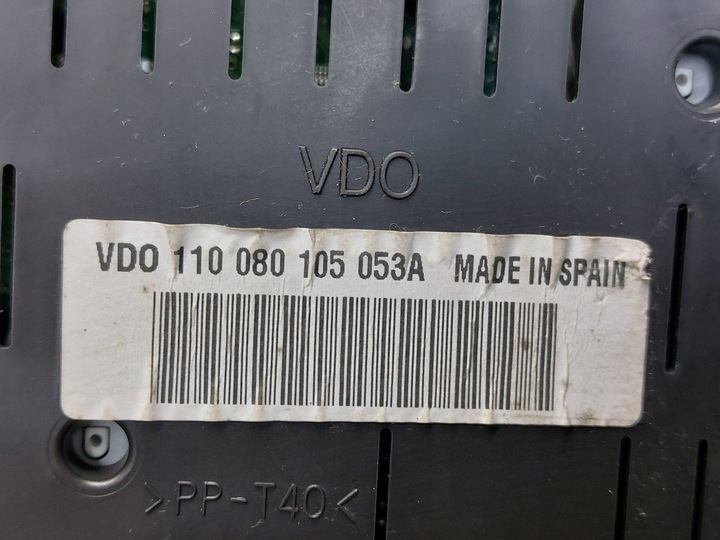 VDO
VDO 110 080 105 053A MADE IN SPAIN
>PP-T40<